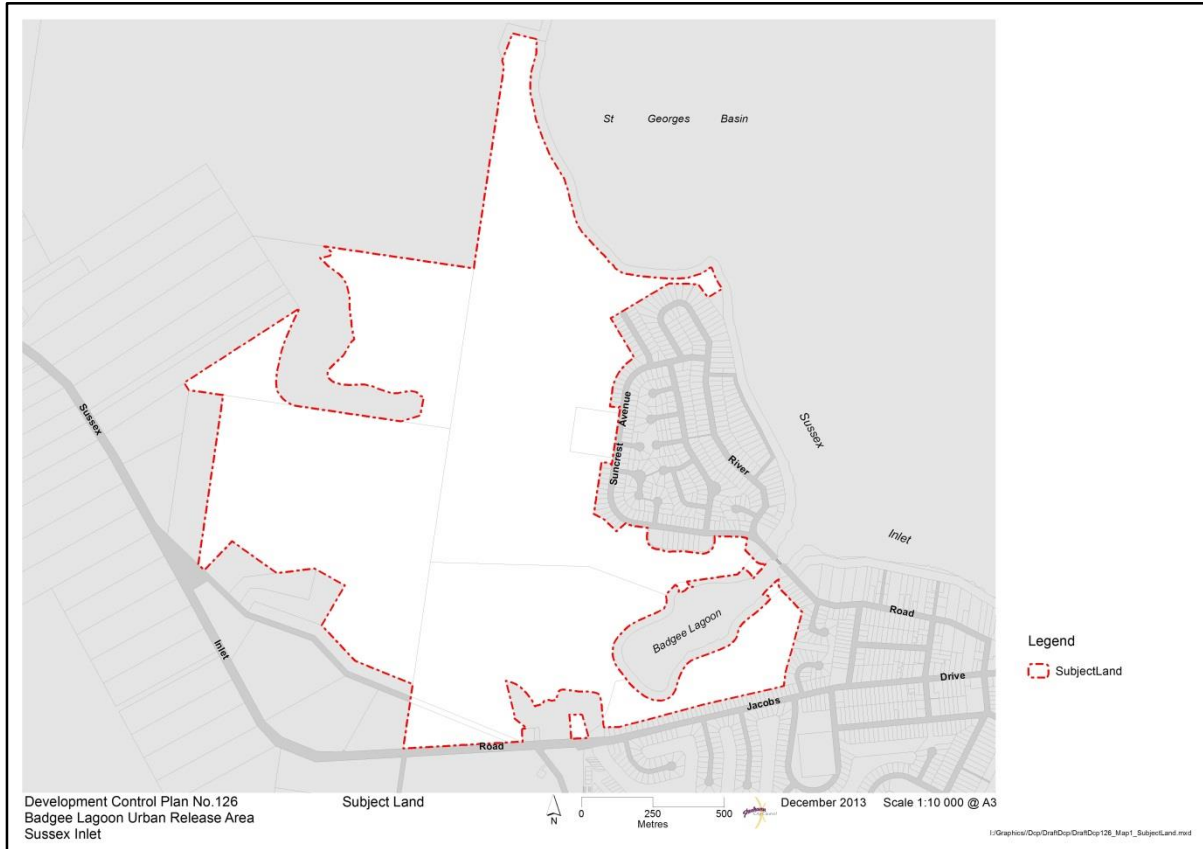 St Georges Basin
Sussex
Avenue
Suncrest
River
Sussex
Inlet
Badgee Lagoon
Road
Inlet
Drive
Jacobs
Road
Legend
SubjectLand
Development Control Plan No.126
Badgee Lagoon Urban Release Area
Sussex Inlet
Subject Land
N
0 250 500
Metres
December 2013 Scale 1:10 000 @ A3
I:/Graphics//Dcp/DraftDcp/DraftDcp126_Map1_SubjectLand.mxd